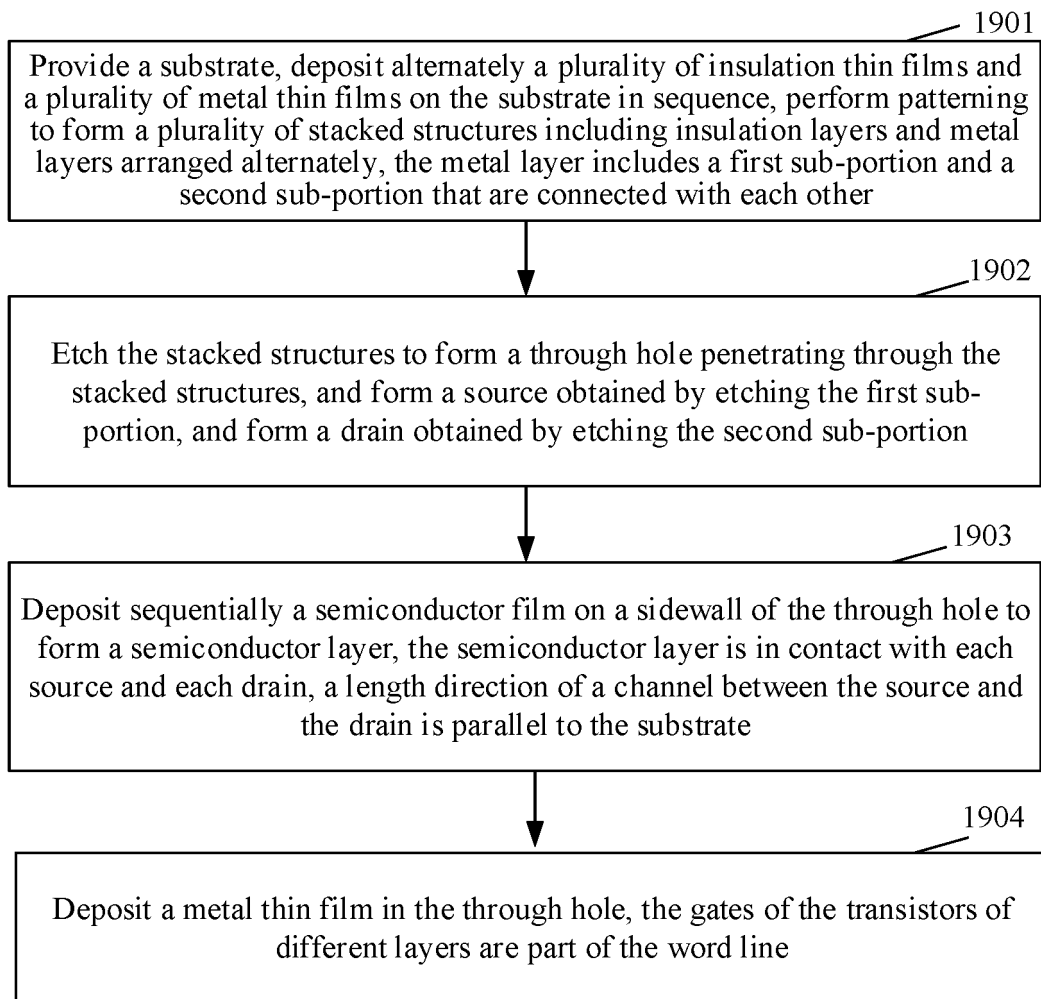 1901
Provide a substrate, deposit alternately a plurality of insulation thin films and
a plurality of metal thin films on the substrate in sequence, perform patterning
to form a plurality of stacked structures including insulation layers and metal
layers arranged alternately, the metal layer includes a first sub-portion and a
second sub-portion that are connected with each other
1902
Etch the stacked structures to form a through hole penetrating through the
stacked structures, and form a source obtained by etching the first sub-
portion, and form a drain obtained by etching the second sub-portion
1903
Deposit sequentially a semiconductor film on a sidewall of the through hole to
form a semiconductor layer, the semiconductor layer is in contact with each
source and each drain, a length direction of a channel between the source and
the drain is parallel to the substrate
1904
Deposit a metal thin film in the through hole, the gates of the transistors of
different layers are part of the word line